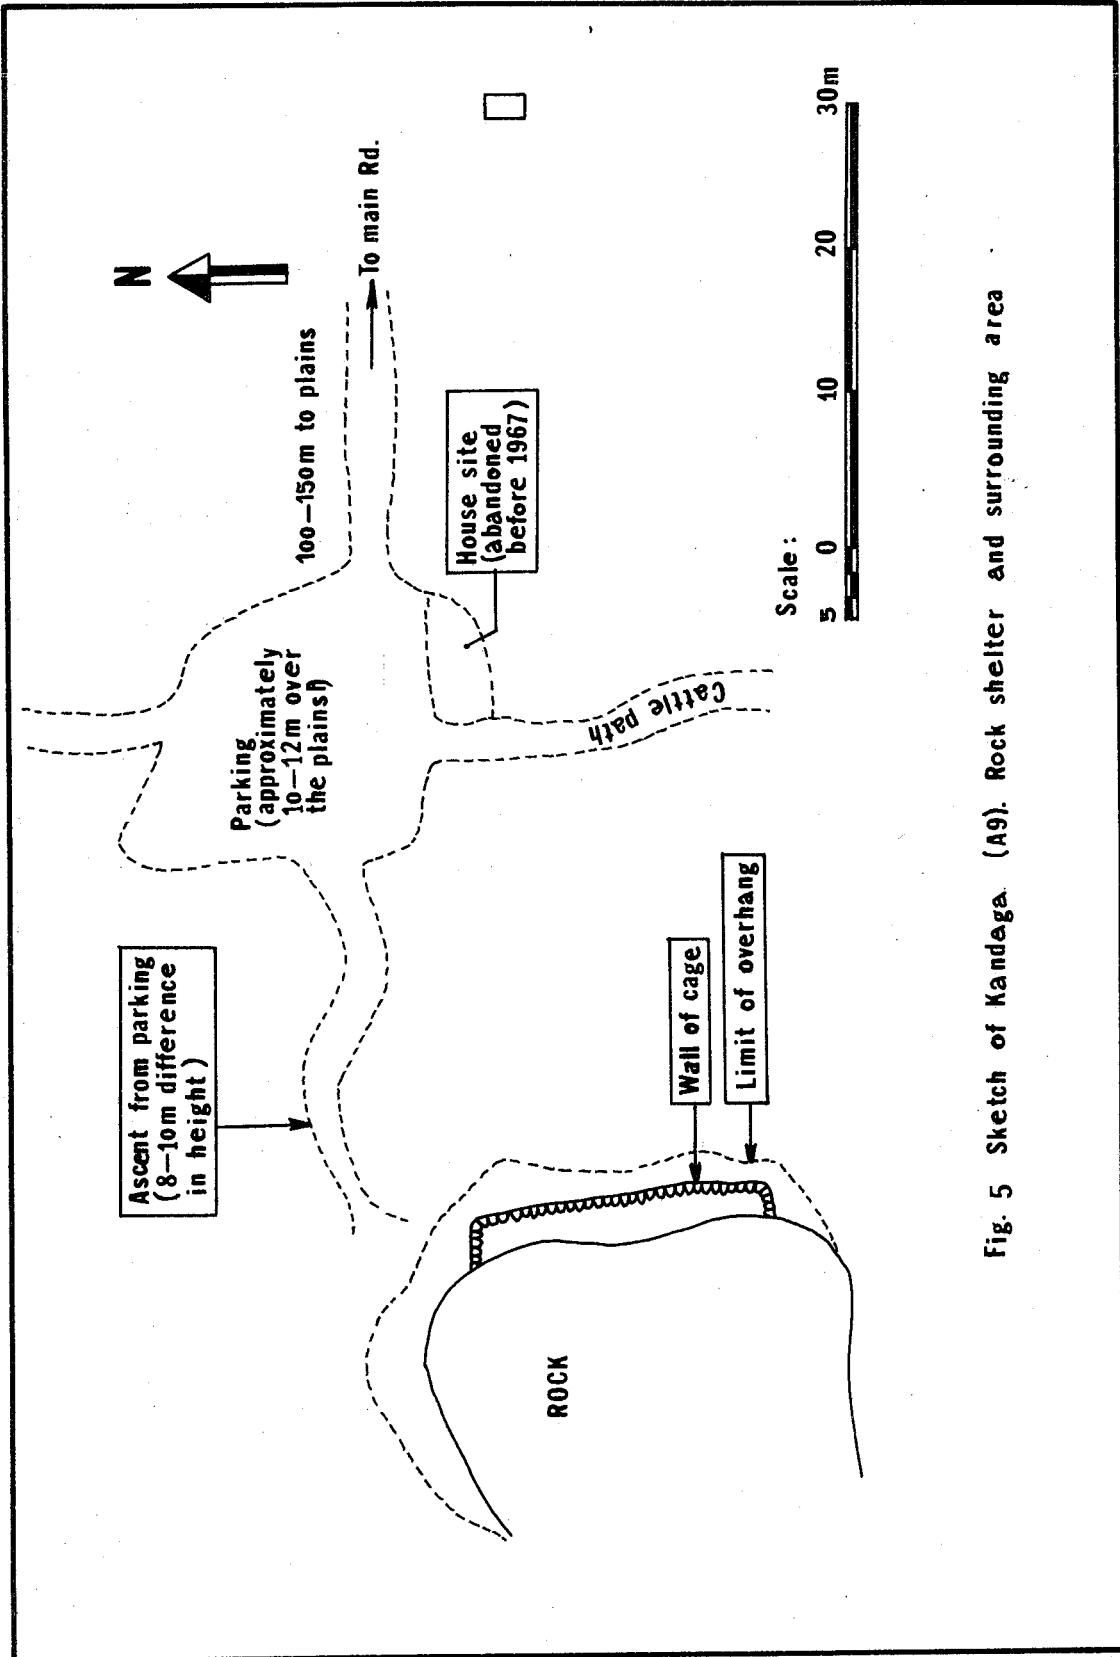 N
100–150m to plains
To main Rd.
Parking
(approximately
10–12m over
the plains)
House site
(abandoned
before 1967)
Cattle path
Ascent from parking
(8–10m difference
in height)
Wall of cage
Limit of overhang
ROCK
Scale:
5 0 10 20 30m
Fig. 5 Sketch of Kandaga (A9). Rock shelter and surrounding area